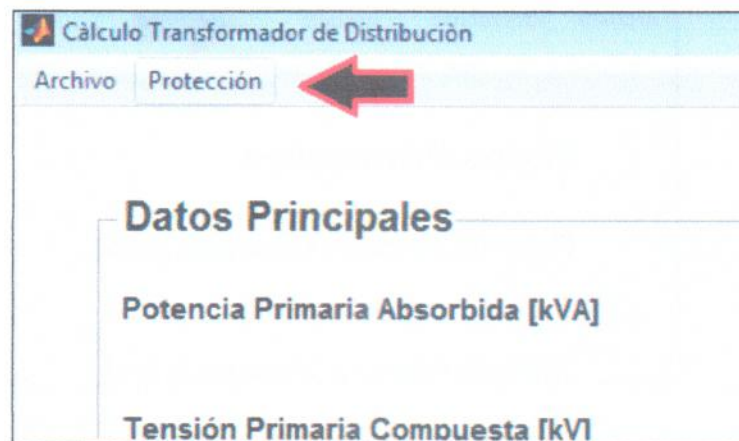 Càlculo Transformador de Distribuciòn
Archivo Protección
Datos Principales
Potencia Primaria Absorbida [kVA]
Tensión Primaria Compuesta [kV]